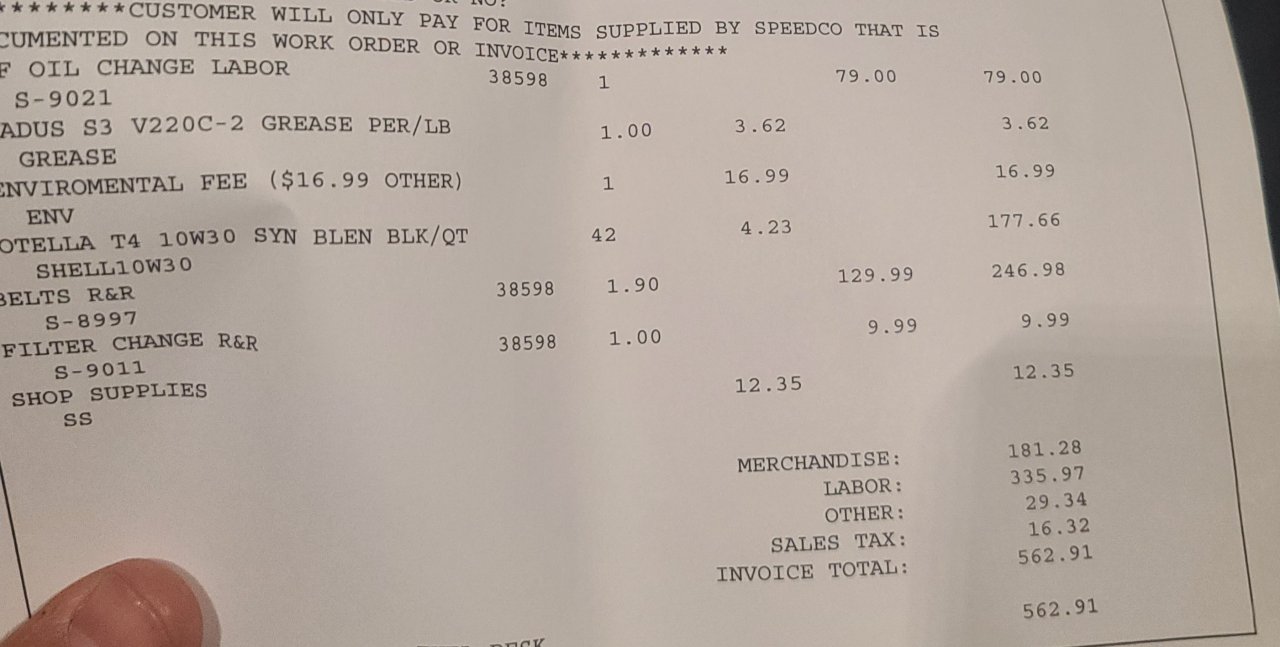 ********CUSTOMER WILL ONLY PAY FOR ITEMS SUPPLIED BY SPEEDCO THAT IS
CUMENTED ON THIS WORK ORDER OR INVOICE*************
F OIL CHANGE LABOR 38598 1 79.00 79.00
S-9021
ADUS S3 V220C-2 GREASE PER/LB 1.00 3.62 3.62
GREASE
ENVIROMENTAL FEE ($16.99 OTHER) 1 16.99 16.99
ENV
OTELLA T4 10W30 SYN BLEN BLK/QT 42 4.23 177.66
SHELL10W30
BELTS R&R 38598 1.90 129.99 246.98
S-8997
FILTER CHANGE R&R 38598 1.00 9.99 9.99
S-9011
SHOP SUPPLIES 12.35 12.35
SS
MERCHANDISE: 181.28
LABOR: 335.97
OTHER: 29.34
SALES TAX: 16.32
INVOICE TOTAL: 562.91
562.91